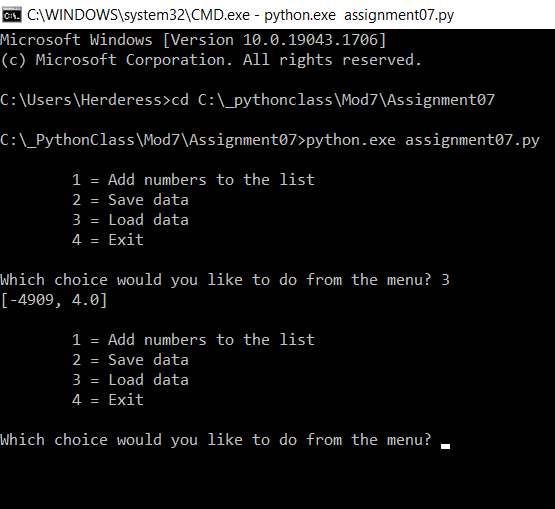 C:\WINDOWS\system32\CMD.exe - python.exe  assignment07.py
Microsoft Windows [Version 10.0.19043.1706]
(c) Microsoft Corporation. All rights reserved.
C:\Users\Herderess>cd C:\_pythonclass\Mod7\Assignment07
C:\_PythonClass\Mod7\Assignment07>python.exe assignment07.py
1 = Add numbers to the list
2 = Save data
3 = Load data
4 = Exit
Which choice would you like to do from the menu? 3
[-4909, 4.0]
1 = Add numbers to the list
2 = Save data
3 = Load data
4 = Exit
Which choice would you like to do from the menu?